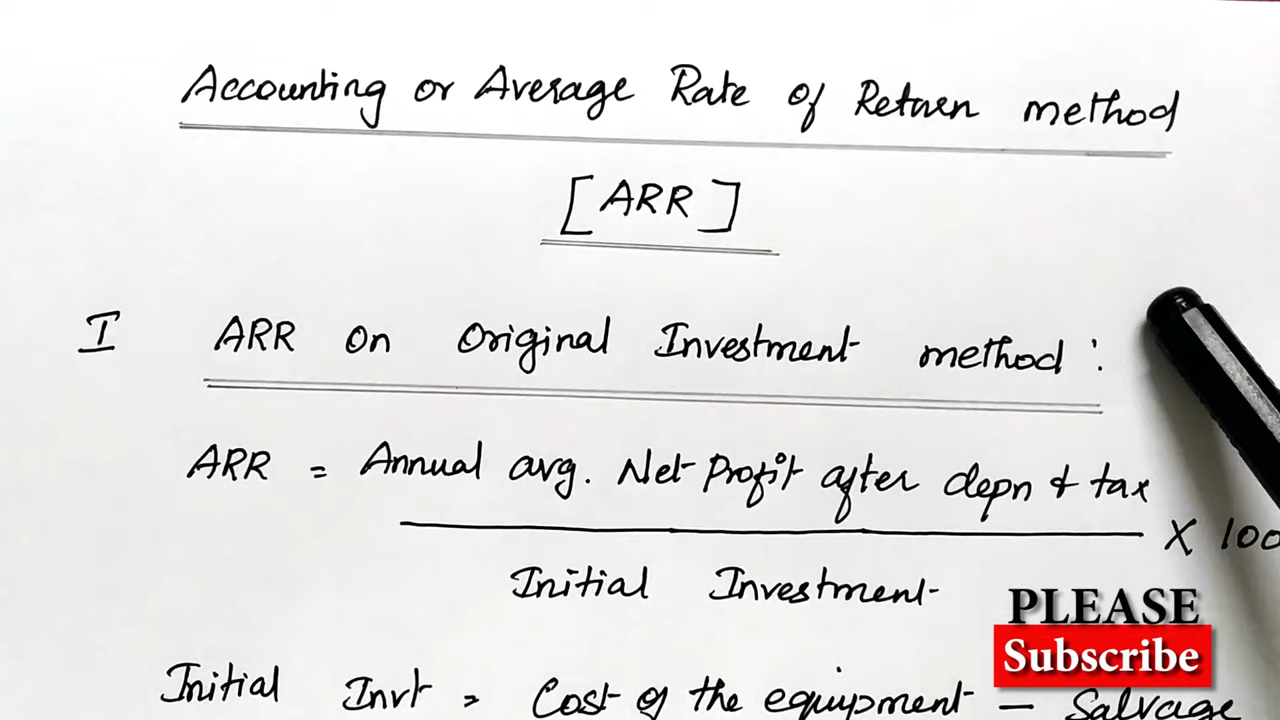 Accounting or Average Rate of Return method
[ARR]
I ARR on Original Investment method :
ARR = Annual avg. Net Profit after depn & tax
X 100
Initial Investment
PLEASE
Subscribe
Initial Invt = Cost of the equipment - Salvage